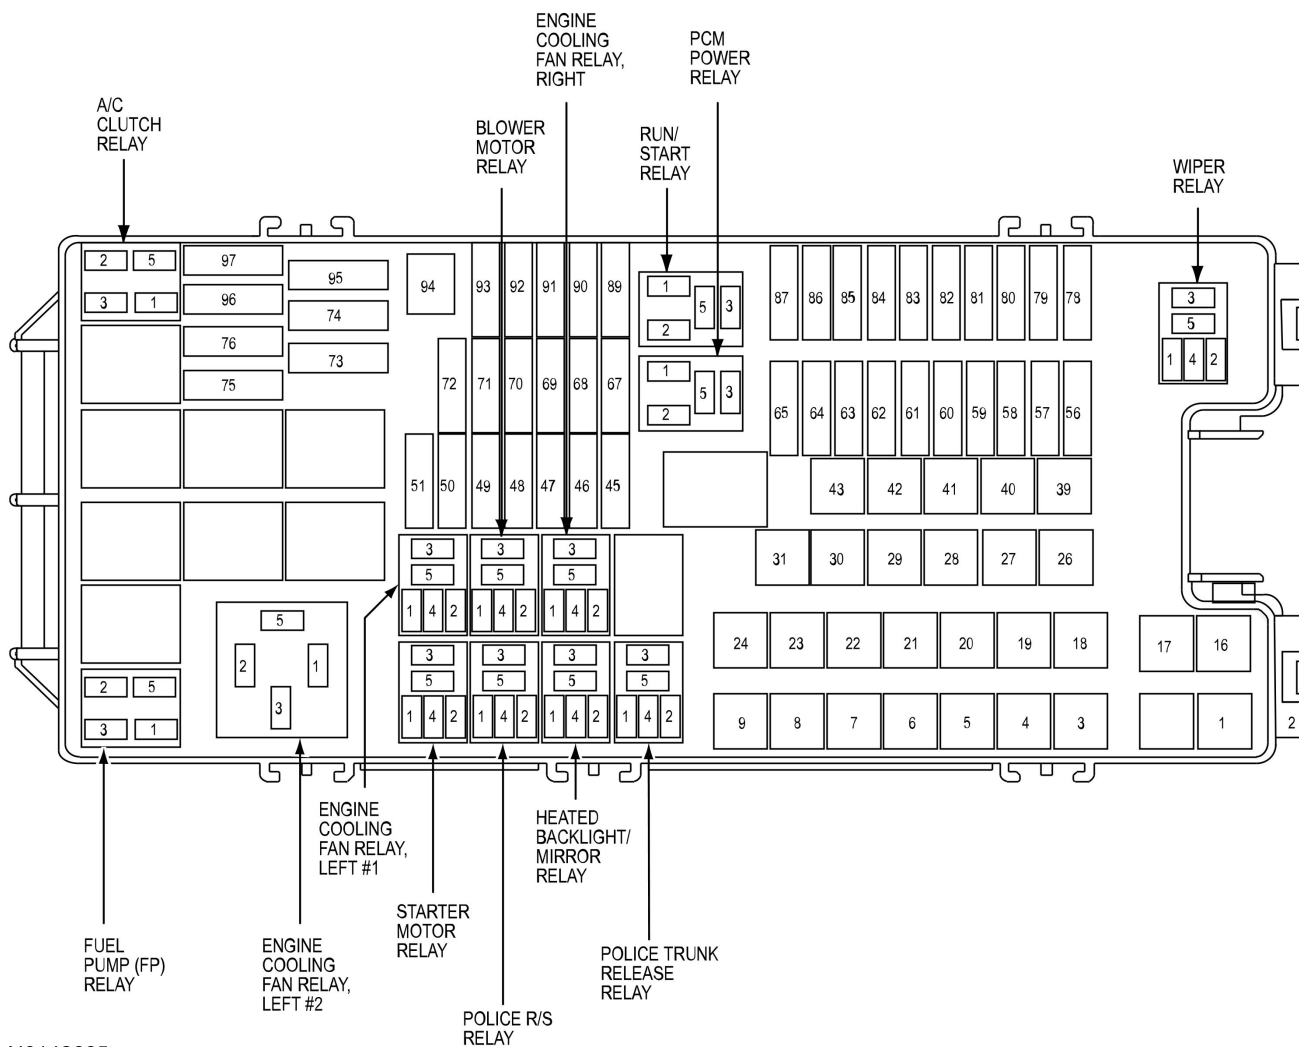 ENGINE
COOLING
FAN RELAY,
RIGHT
PCM
POWER
RELAY
A/C
CLUTCH
RELAY
BLOWER
MOTOR
RELAY
RUN/
START
RELAY
WIPER
RELAY
2 5
3 1
97
96
76
75
95
74
73
94
93 92 91 90 89
72 71 70 69 68 67
51 50 49 48 47 46 45
1 2 5 3
1 2 5 3
87 86 85 84 83 82 81 80 79 78
65 64 63 62 61 60 59 58 57 56
3
5
1 4 2
43 42 41 40 39
31 30 29 28 27 26
24 23 22 21 20 19 18
17 16
9 8 7 6 5 4 3
1
2
3 3 3
5 5 5
1 4 2 1 4 2 1 4 2
3 3 3 3
5 5 5 5
1 4 2 1 4 2 1 4 2 1 4 2
5
2 1
3
2 5
3 1
ENGINE
COOLING
FAN RELAY,
LEFT #1
HEATED
BACKLIGHT/
MIRROR
RELAY
STARTER
MOTOR
RELAY
FUEL
PUMP (FP)
RELAY
ENGINE
COOLING
FAN RELAY,
LEFT #2
POLICE TRUNK
RELEASE
RELAY
POLICE R/S
RELAY